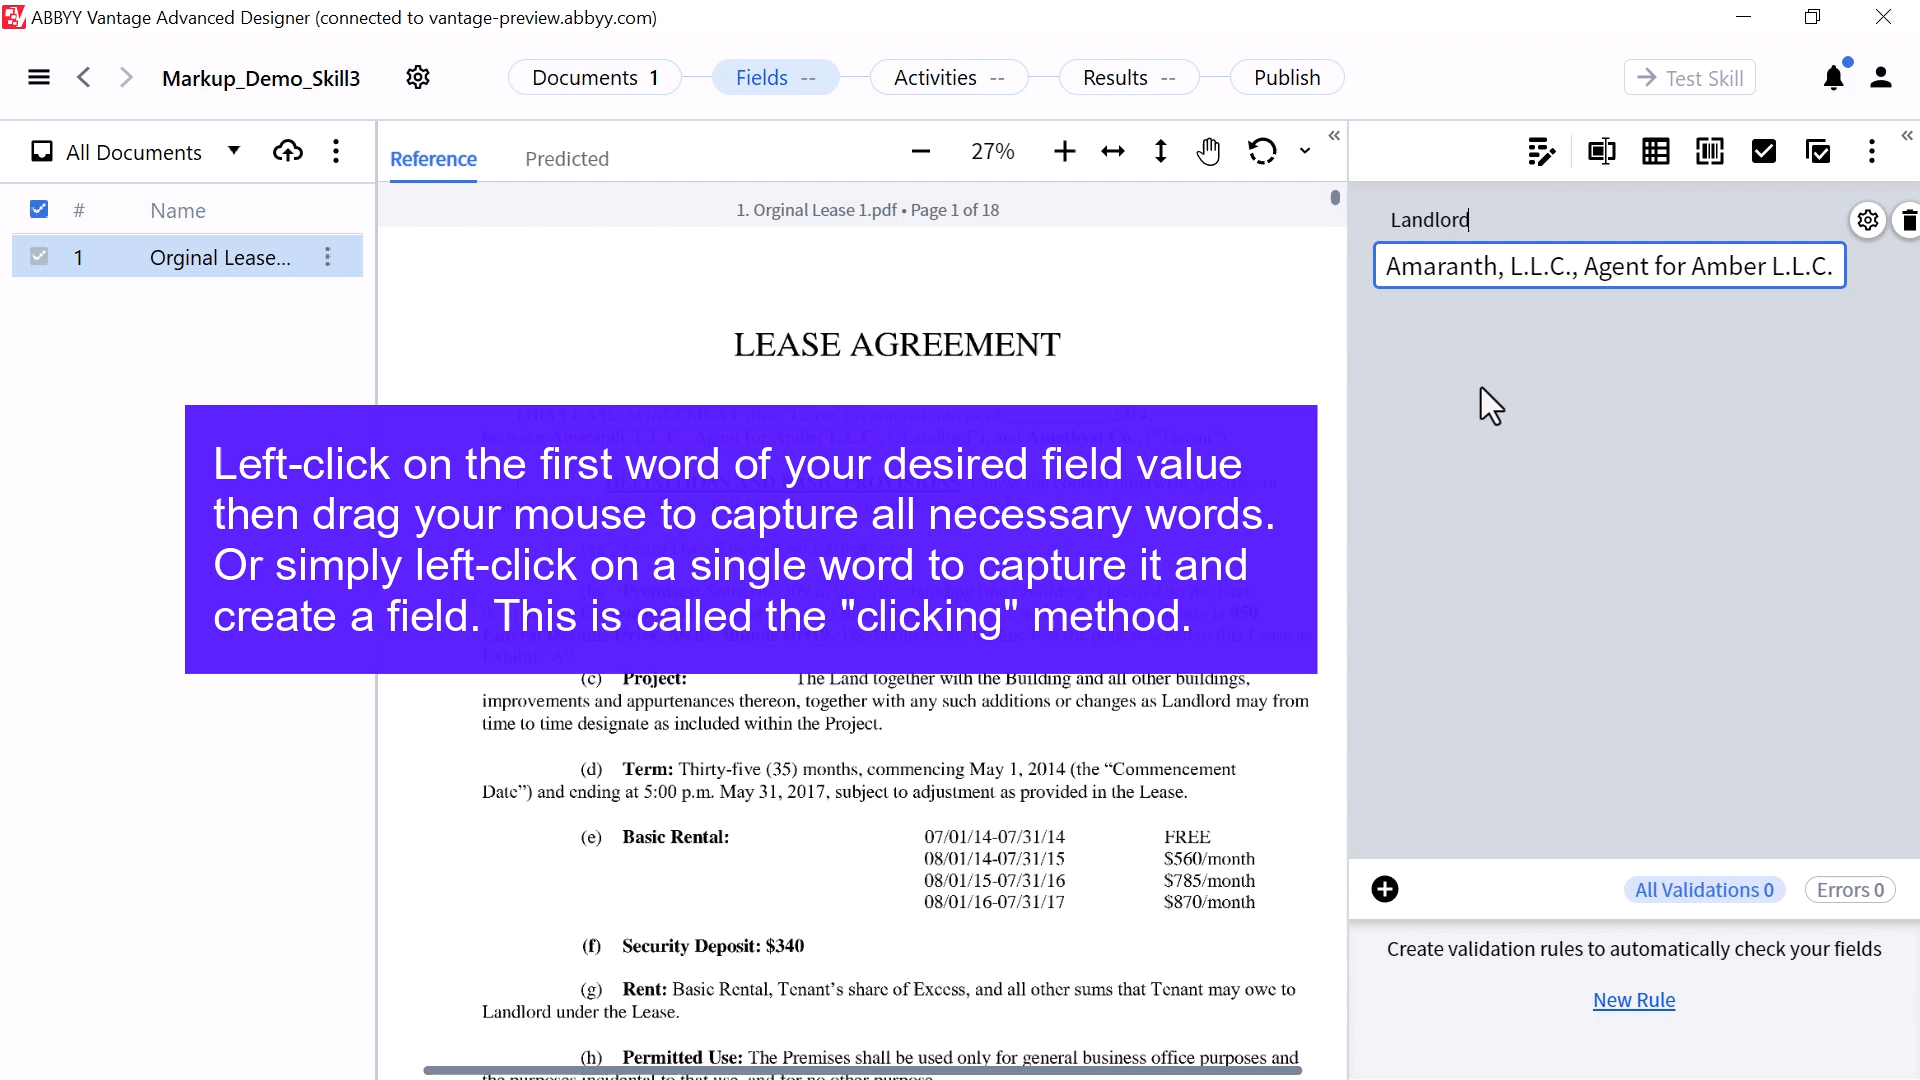 ABBYY Vantage Advanced Designer (connected to vantage-preview.abbyy.com)
Markup_Demo_Skill3
Documents 1
Fields --
Activities --
Results --
Publish
Test Skill
All Documents
Reference
Predicted
27%
# Name
1 Orginal Lease...
1. Orginal Lease 1.pdf • Page 1 of 18
Landlord
Amaranth, L.L.C., Agent for Amber L.L.C.
LEASE AGREEMENT
Left-click on the first word of your desired field value
then drag your mouse to capture all necessary words.
Or simply left-click on a single word to capture it and
create a field. This is called the "clicking" method.
(c) Project: The Land together with the Building and all other buildings,
improvements and appurtenances thereon, together with any such additions or changes as Landlord may from
time to time designate as included within the Project.
(d) Term: Thirty-five (35) months, commencing May 1, 2014 (the “Commencement
Date”) and ending at 5:00 p.m. May 31, 2017, subject to adjustment as provided in the Lease.
(e) Basic Rental: 07/01/14-07/31/14 FREE
08/01/14-07/31/15 $560/month
08/01/15-07/31/16 $785/month
08/01/16-07/31/17 $870/month
(f) Security Deposit: $340
(g) Rent: Basic Rental, Tenant’s share of Excess, and all other sums that Tenant may owe to
Landlord under the Lease.
(h) Permitted Use: The Premises shall be used only for general business office purposes and
All Validations 0
Errors 0
Create validation rules to automatically check your fields
New Rule